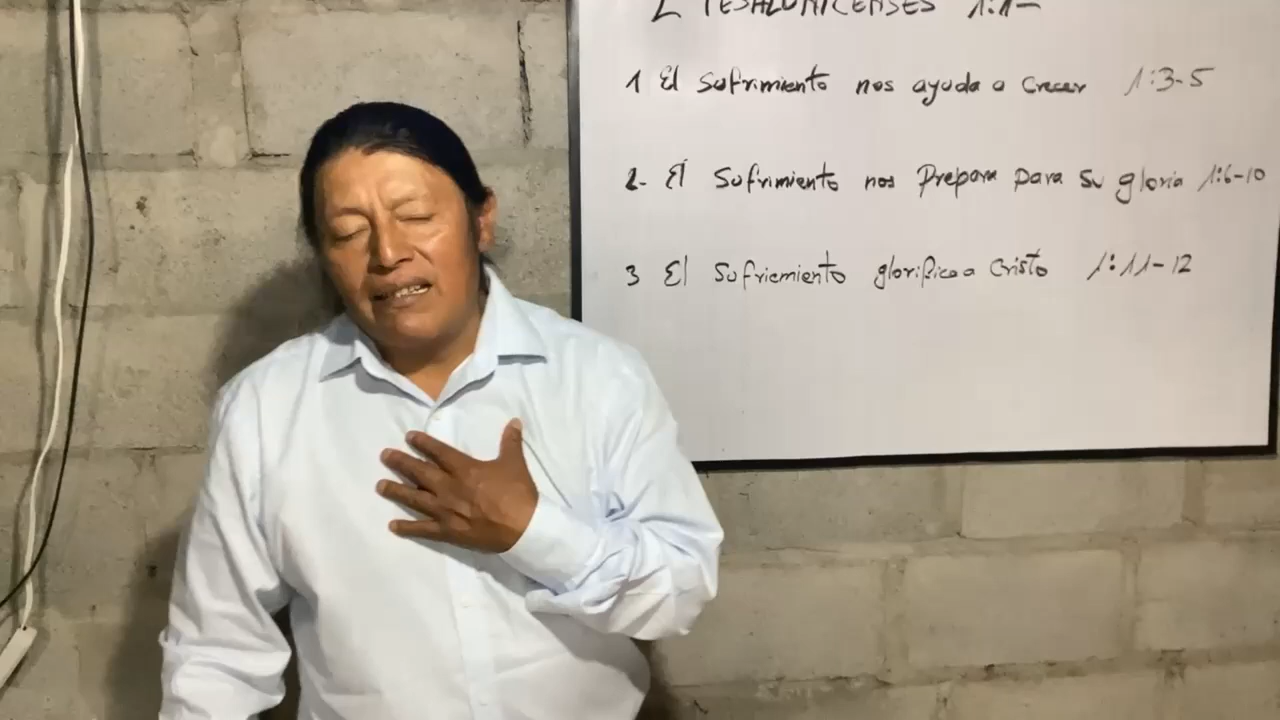 2 TESALONICENSES 1:1-
1 El Sufrimiento nos ayuda a Crecer 1:3-5
2- El Sufrimiento nos Prepara para Su gloria 1:6-10
3 El Sufriemiento glorifica a Cristo 1:11-12